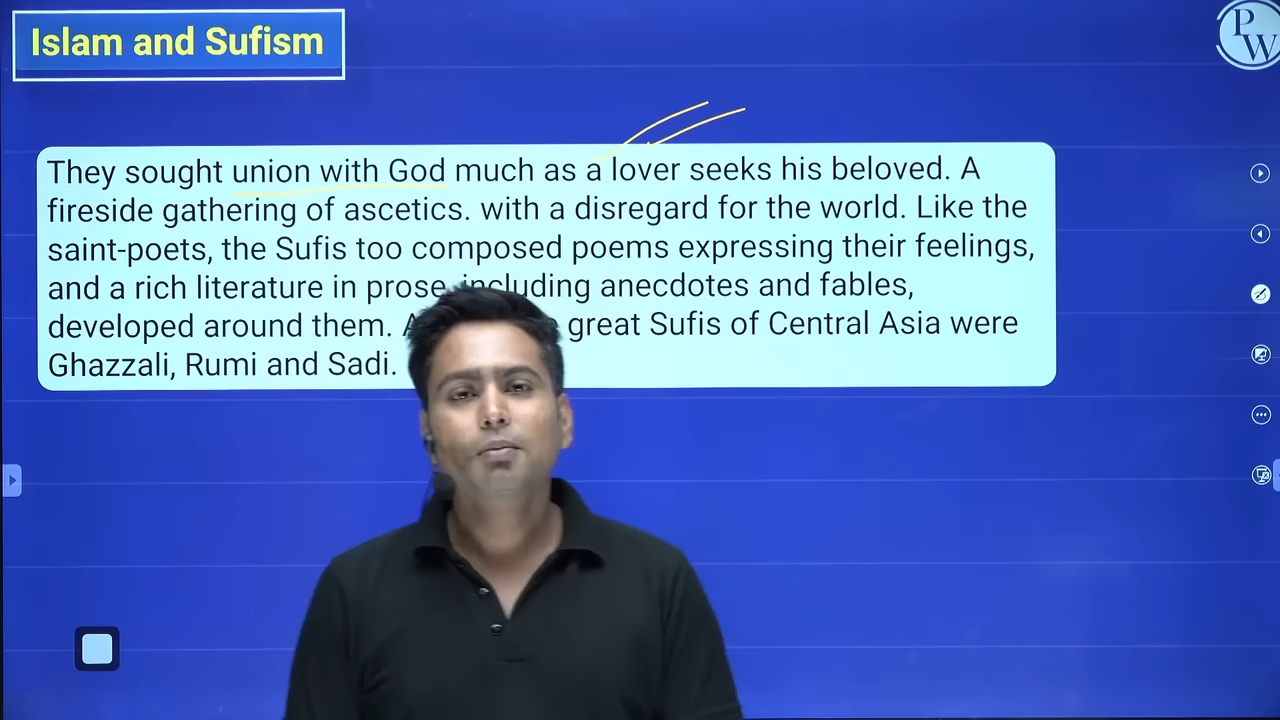 Islam and Sufism
PW
They sought union with God much as a lover seeks his beloved. A
fireside gathering of ascetics. with a disregard for the world. Like the
saint-poets, the Sufis too composed poems expressing their feelings,
and a rich literature in prose, including anecdotes and fables,
developed around them. great Sufis of Central Asia were
Ghazzali, Rumi and Sadi.